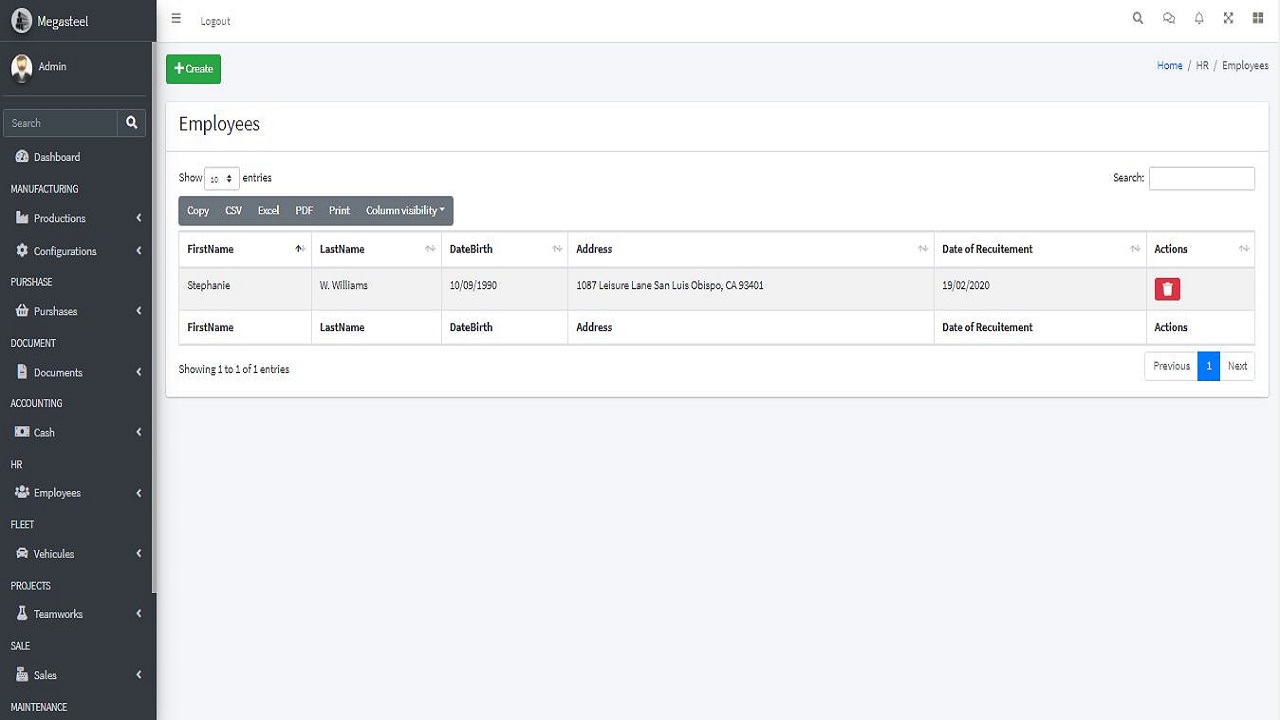 Megasteel
Logout
Admin
Create
Home / HR / Employees
Search
Dashboard
MANUFACTURING
Productions
Configurations
PURSHASE
Purshases
DOCUMENT
Documents
ACCOUNTING
Cash
HR
Employees
FLEET
Vehicules
PROJECTS
Teamworks
SALE
Sales
MAINTENANCE
Employees
Show 10 entries
Search:
Copy CSV Excel PDF Print Column visibility
FirstName LastName DateBirth Address Date of Recuitement Actions
Stephanie W. Williams 10/09/1990 1087 Leisure Lane San Luis Obispo, CA 93401 19/02/2020
FirstName LastName DateBirth Address Date of Recuitement Actions
Showing 1 to 1 of 1 entries
Previous 1 Next